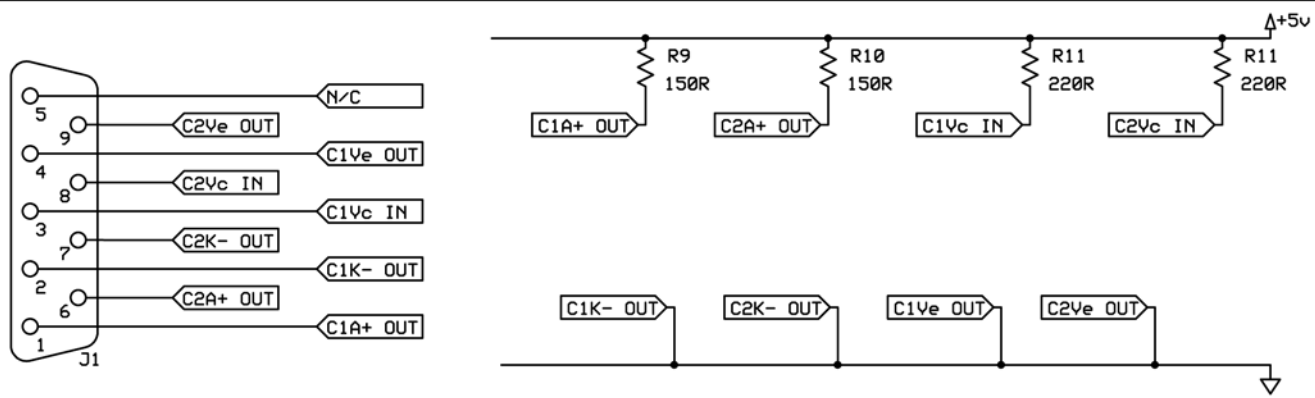 5
N/C
9
C2Ve OUT
4
C1Ve OUT
8
C2Vc IN
3
C1Vc IN
7
C2K- OUT
2
C1K- OUT
6
C2A+ OUT
1
C1A+ OUT
J1
+5v
R9
150R
R10
150R
R11
220R
R11
220R
C1A+ OUT
C2A+ OUT
C1Vc IN
C2Vc IN
C1K- OUT
C2K- OUT
C1Ve OUT
C2Ve OUT